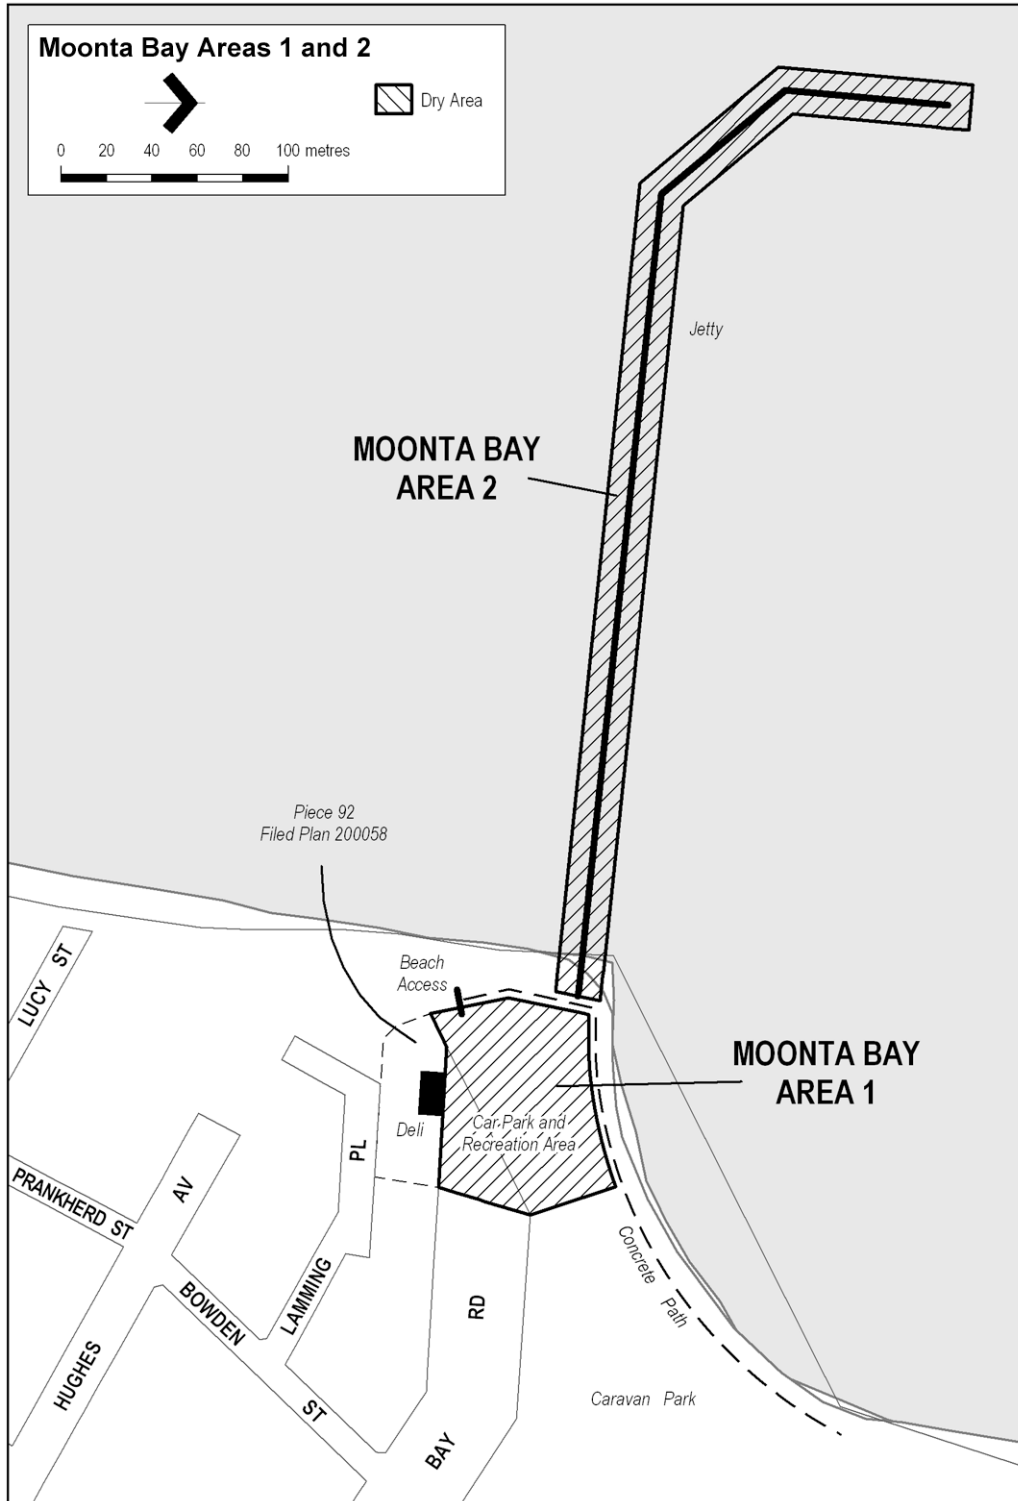 Moonta Bay Areas 1 and 2
Dry Area
0 20 40 60 80 100 metres
Jetty
MOONTA BAY
AREA 2
Piece 92
Filed Plan 200058
Beach
Access
LUCY ST
MOONTA BAY
AREA 1
Car Park and
Recreation Area
Deli
PL
AV
PRANKHERD ST
LAMMING
BOWDEN
ST
HUGHES
RD
BAY
Concrete Path
Caravan Park